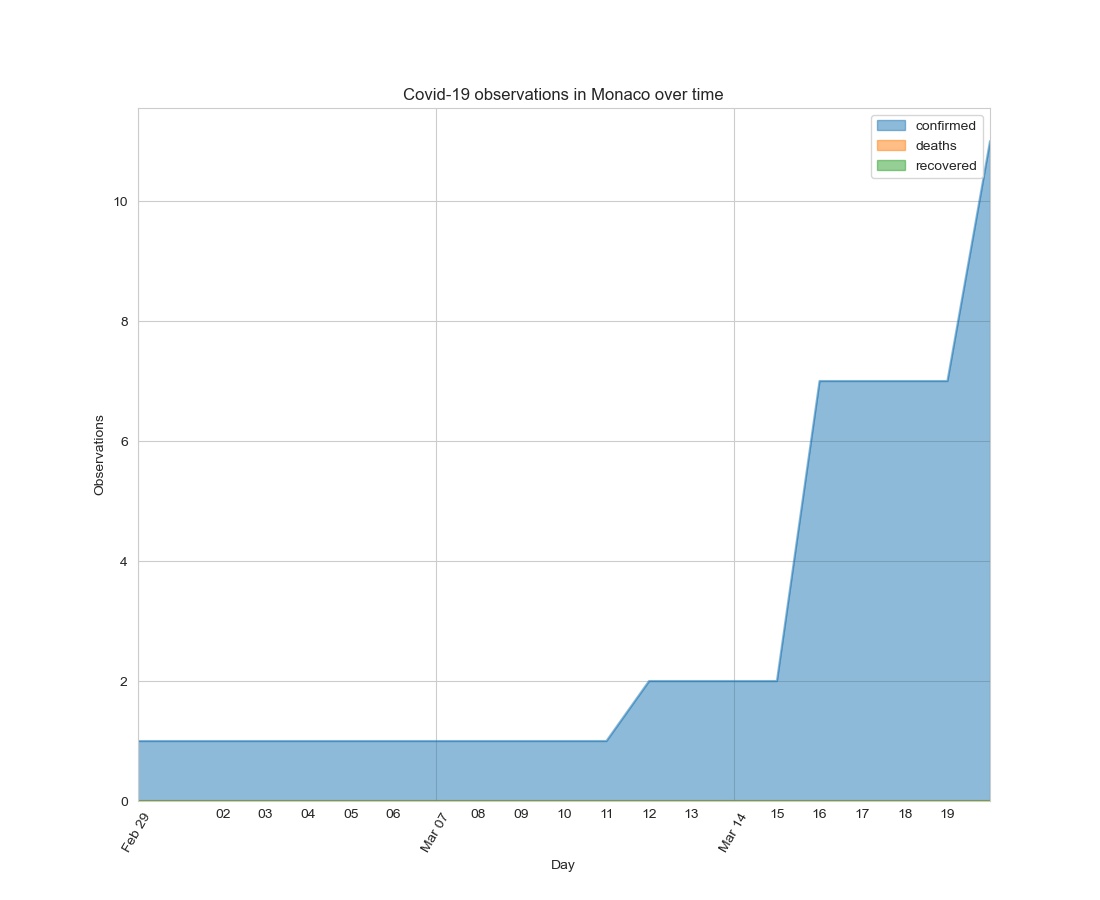 Covid-19 observations in Monaco over time
confirmed
deaths
recovered
10
8
6
4
2
0
Observations
Feb 29 02 03 04 05 06 Mar 07 08 09 10 11 12 13 Mar 14 15 16 17 18 19
Day